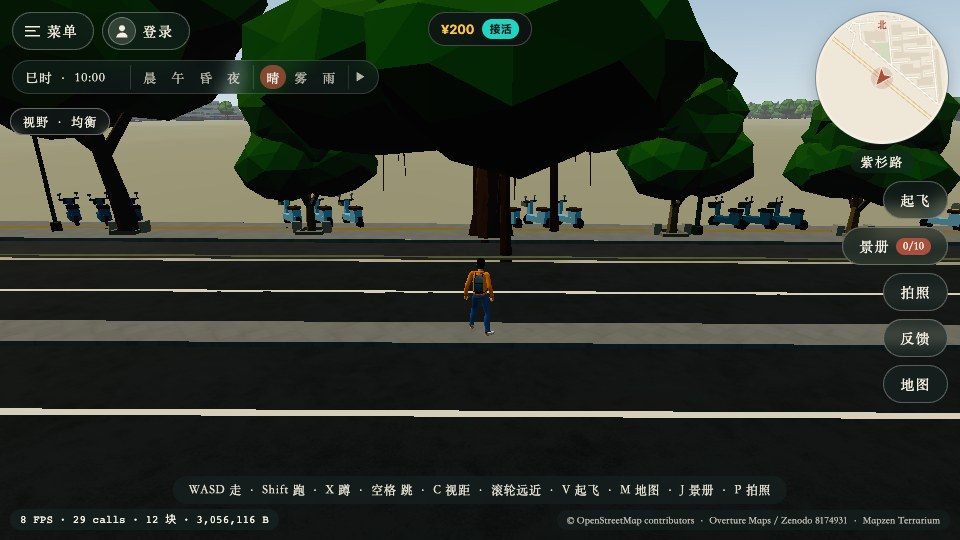 菜单
登录
¥200 接活
北
巳时 · 10:00 晨 午 昏 夜 晴 雾 雨
视野 · 均衡
紫杉路
起飞
景册 0/10
拍照
反馈
地图
WASD 走 · Shift 跑 · X 蹲 · 空格 跳 · C 视距 · 滚轮远近 · V 起飞 · M 地图 · J 景册 · P 拍照
8 FPS · 29 calls · 12 块 · 3,056,116 B
© OpenStreetMap contributors · Overture Maps / Zenodo 8174931 · Mapzen Terrarium